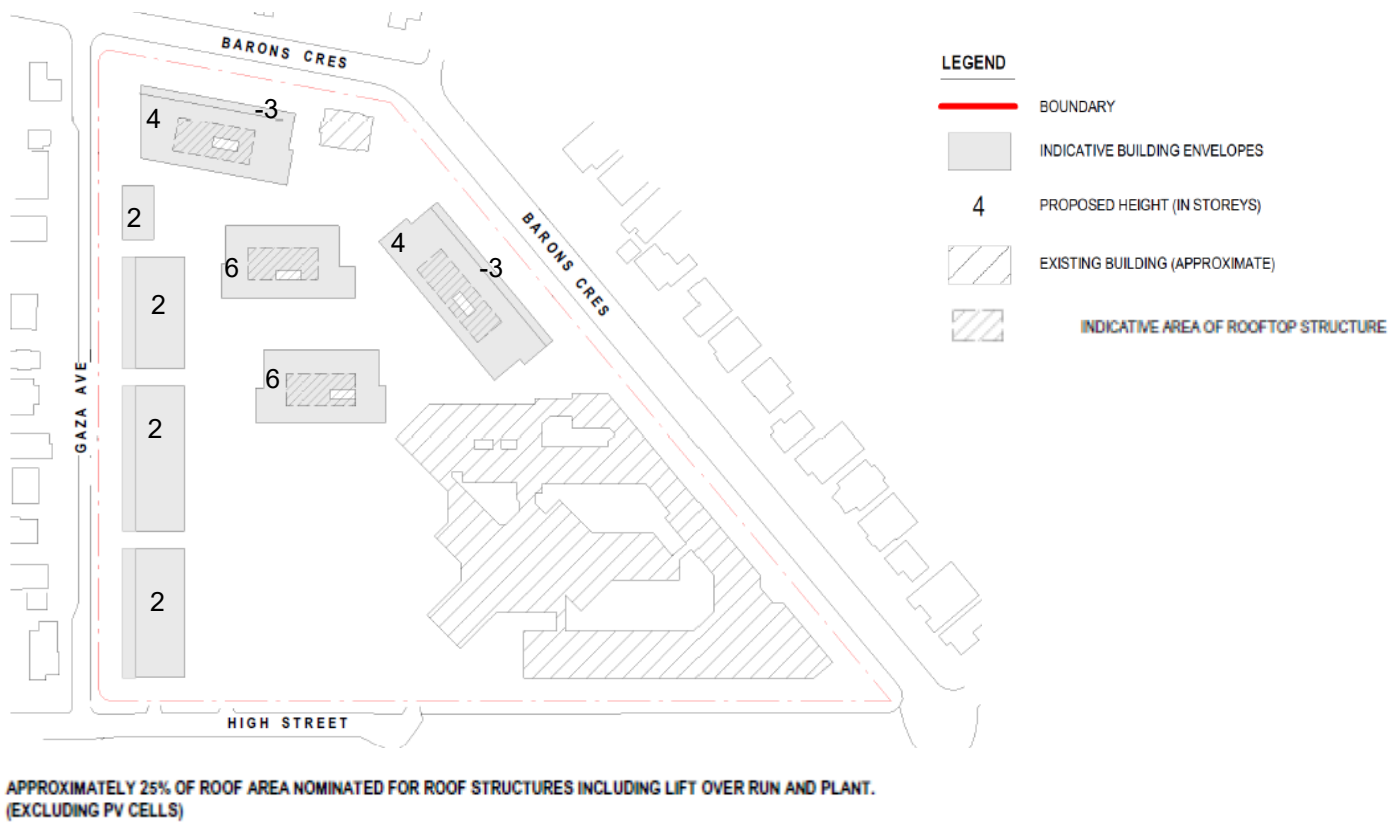 BARONS CRES
4
-3
2
6
4
-3
BARONS CRES
2
6
GAZA AVE
2
2
HIGH STREET
LEGEND
BOUNDARY
INDICATIVE BUILDING ENVELOPES
4 PROPOSED HEIGHT (IN STOREYS)
EXISTING BUILDING (APPROXIMATE)
INDICATIVE AREA OF ROOFTOP STRUCTURE
APPROXIMATELY 25% OF ROOF AREA NOMINATED FOR ROOF STRUCTURES INCLUDING LIFT OVER RUN AND PLANT.
(EXCLUDING PV CELLS)